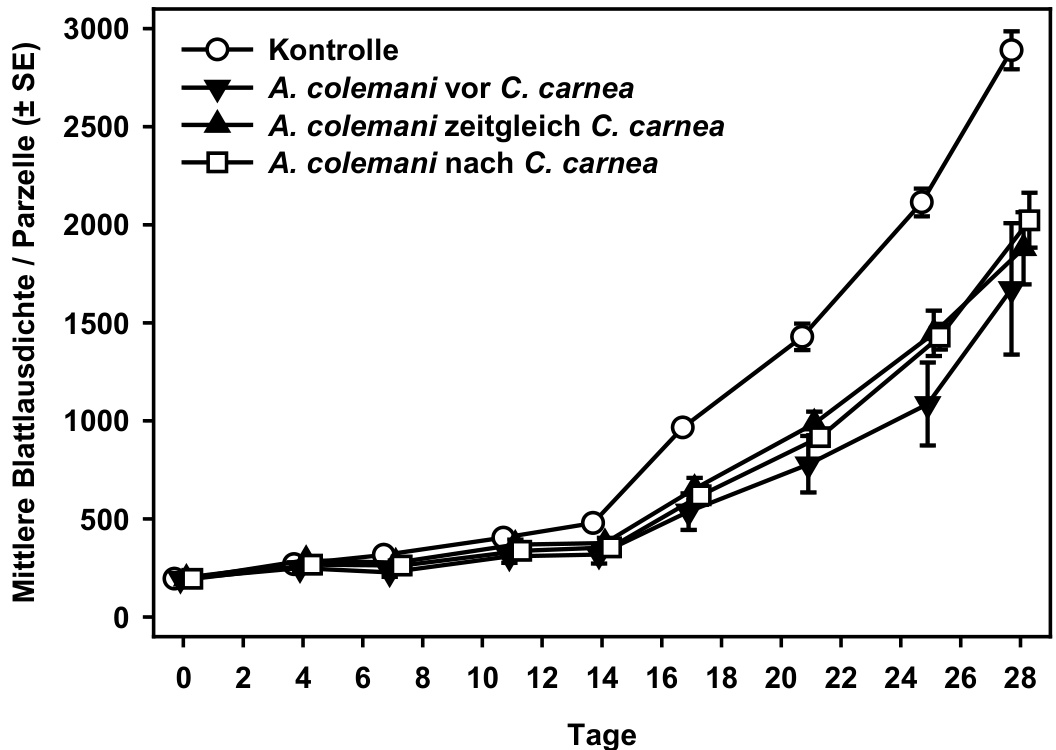 Mittlere Blattlausdichte / Parzelle (± SE)
3000
2500
2000
1500
1000
500
0
Kontrolle
A. colemani vor C. carnea
A. colemani zeitgleich C. carnea
A. colemani nach C. carnea
0 2 4 6 8 10 12 14 16 18 20 22 24 26 28
Tage